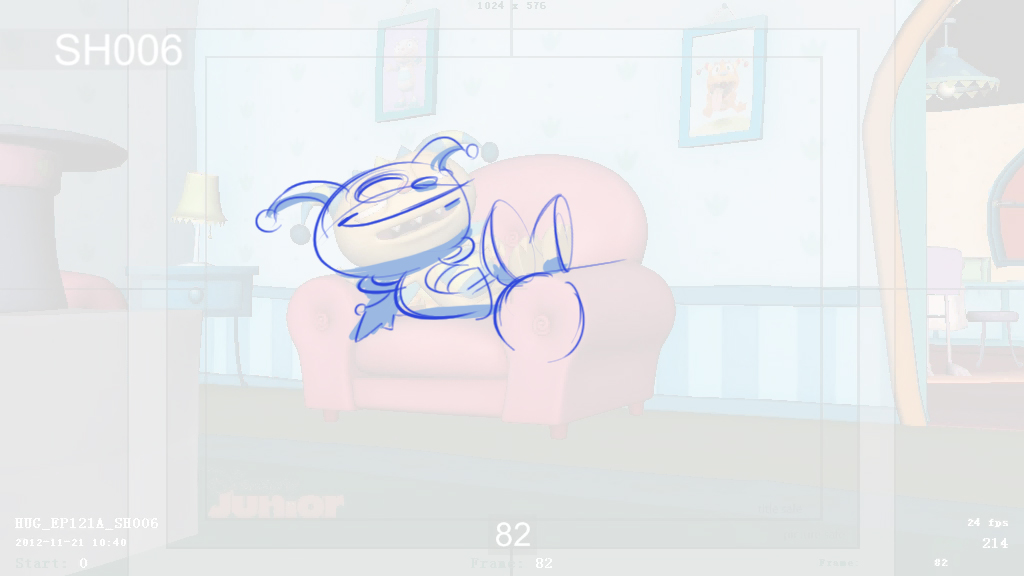 1024 x 576
SH006
JUNIOR
HUG_EP121A_SH006
2012-11-21 10:40
Start: 0
82
Frame: 82
24 fps
214
Frame: 82